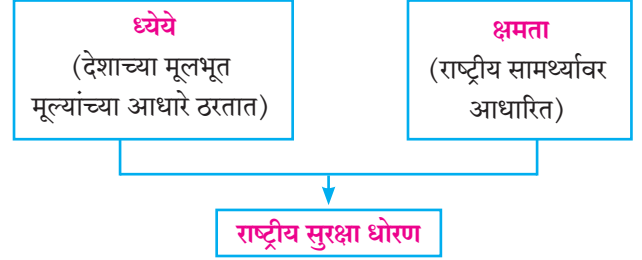 ध्येये
(देशाच्या मूलभूत
मूल्यांच्या आधारे ठरतात)
क्षमता
(राष्ट्रीय सामर्थ्यावर
आधारित)
राष्ट्रीय सुरक्षा धोरण